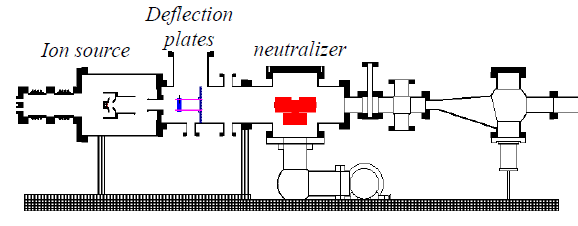 Deflection
plates
Ion source
neutralizer